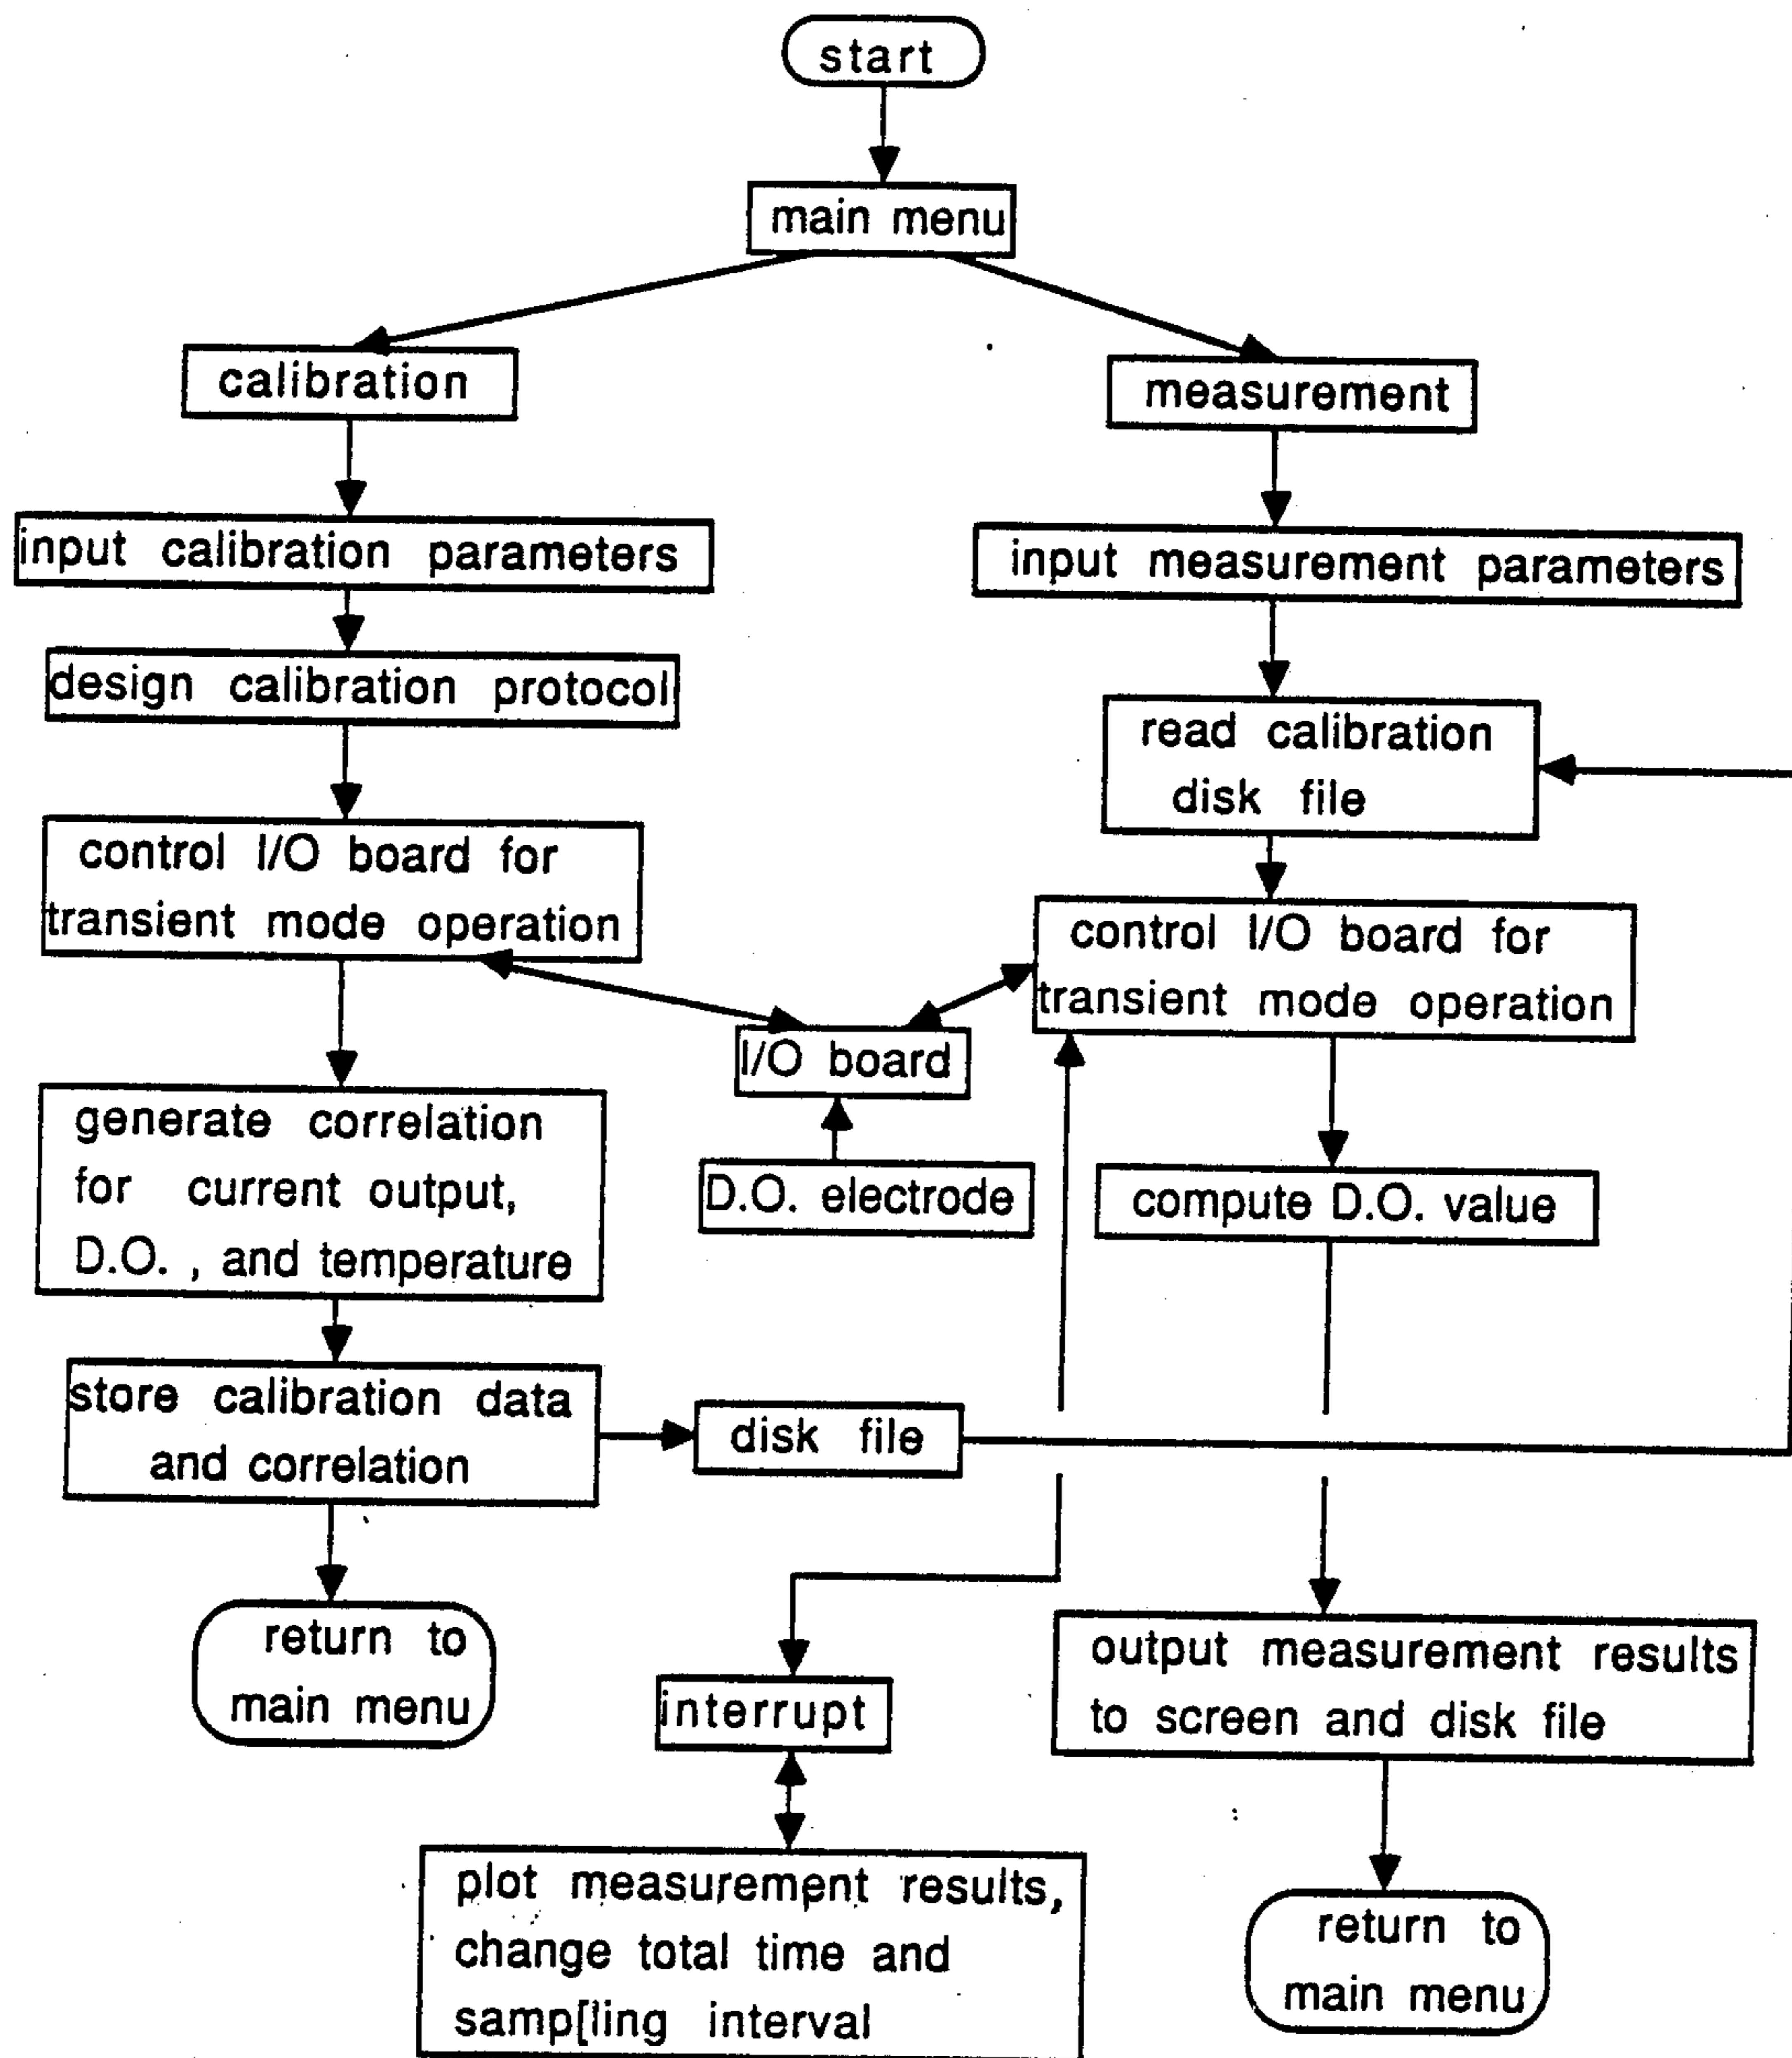 start
main menu
calibration
measurement
input calibration parameters
input measurement parameters
design calibration protocol
read calibration
disk file
control I/O board for
transient mode operation
control I/O board for
transient mode operation
I/O board
generate correlation
for current output,
D.O. , and temperature
D.O. electrode
compute D.O. value
store calibration data
and correlation
disk file
return to
main menu
interrupt
output measurement results
to screen and disk file
plot measurement results,
change total time and
samp[ling interval
return to
main menu